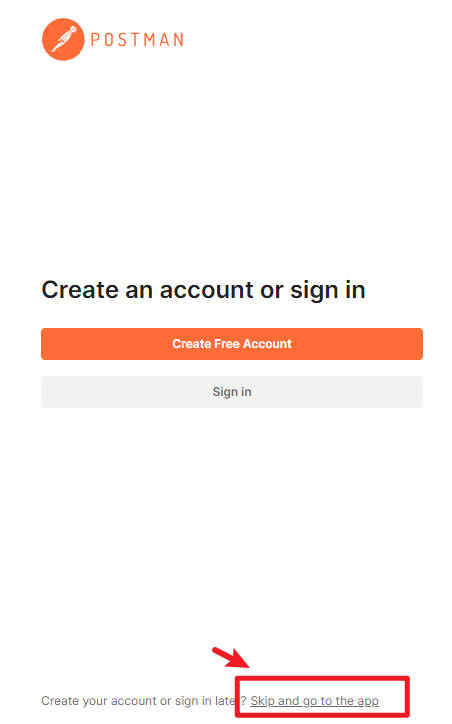 POSTMAN
Create an account or sign in
Create Free Account
Sign in
Create your account or sign in later? Skip and go to the app